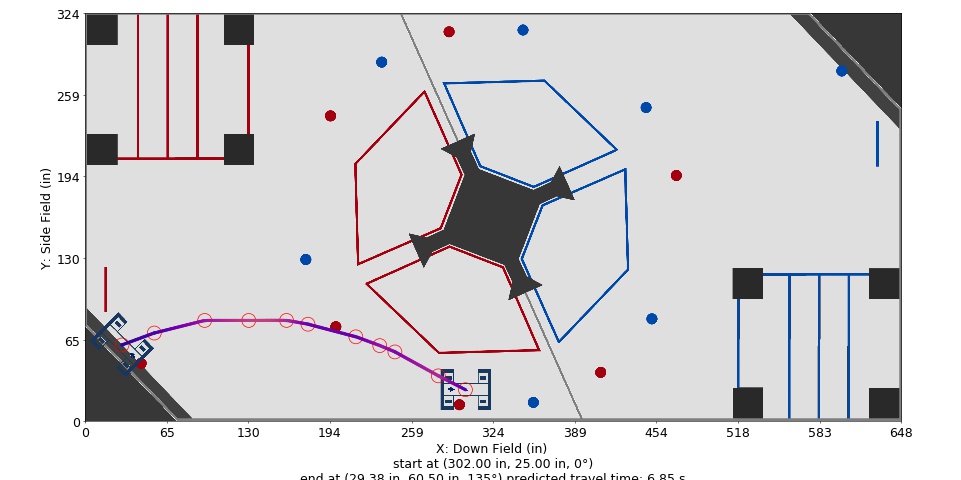 324
259
194
130
65
0
Y: Side Field (in)
0 65 130 194 259 324 389 454 518 583 648
X: Down Field (in)
start at (302.00 in, 25.00 in, 0°)
end at (29.38 in, 60.50 in, 135°) predicted travel time: 6.85 s